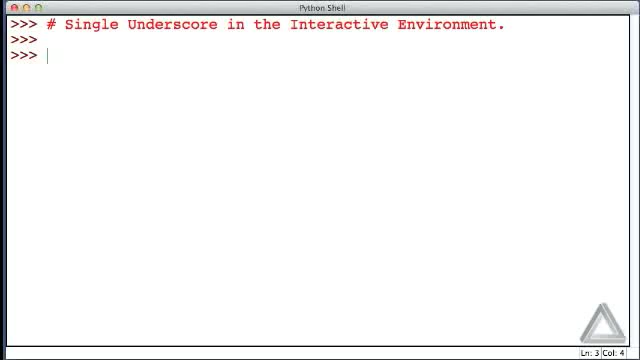 Python Shell
>>> # Single Underscore in the Interactive Environment.
>>>
>>>
Ln: 3 Col: 4